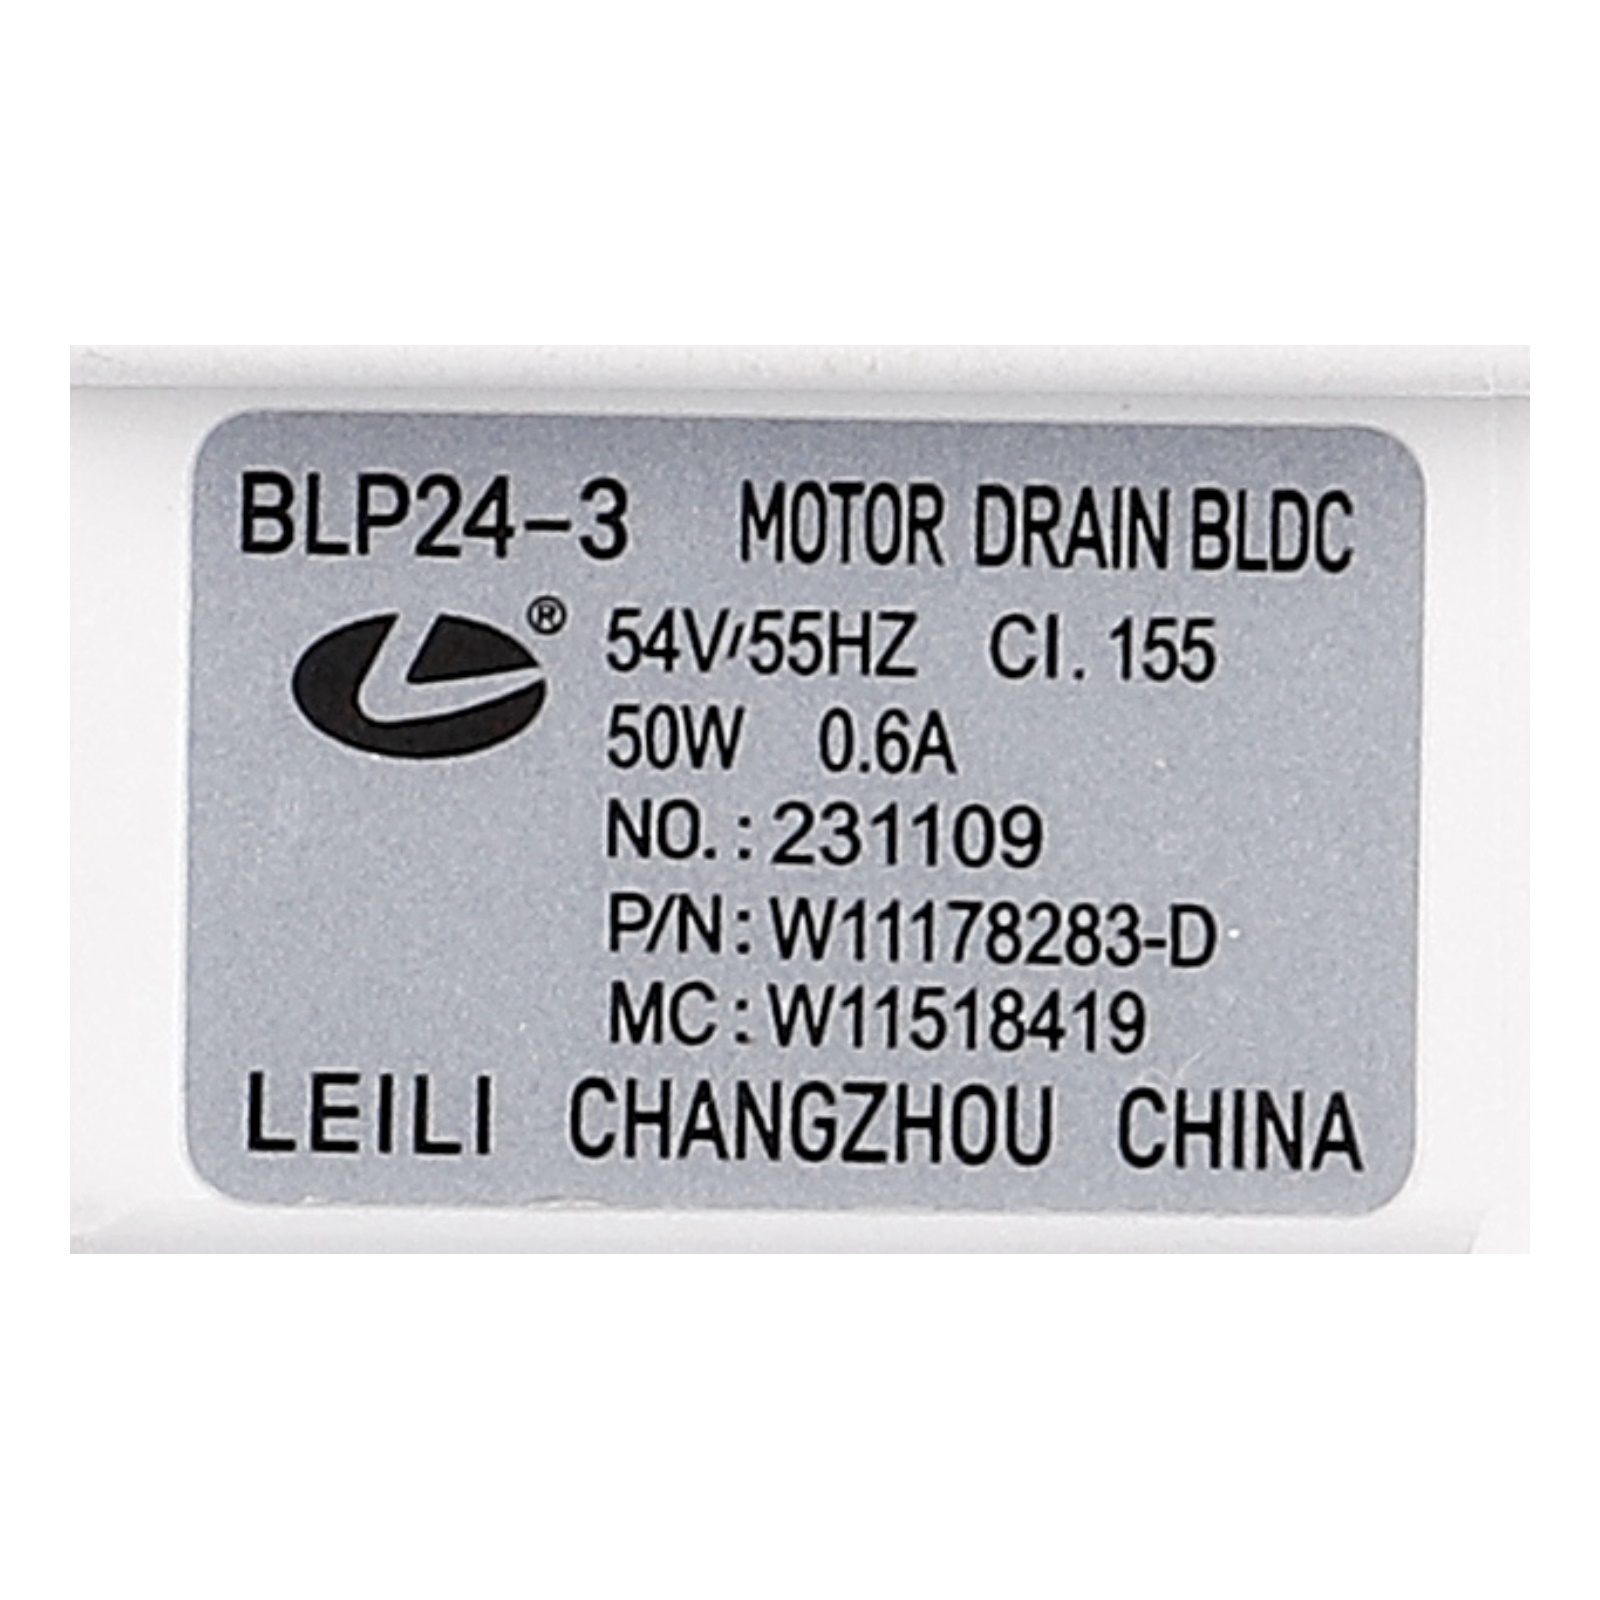 BLP24-3 MOTOR DRAIN BLDC
® 54V/55HZ CI. 155
50W 0.6A
NO.: 231109
P/N: W11178283-D
MC: W11518419
LEILI CHANGZHOU CHINA